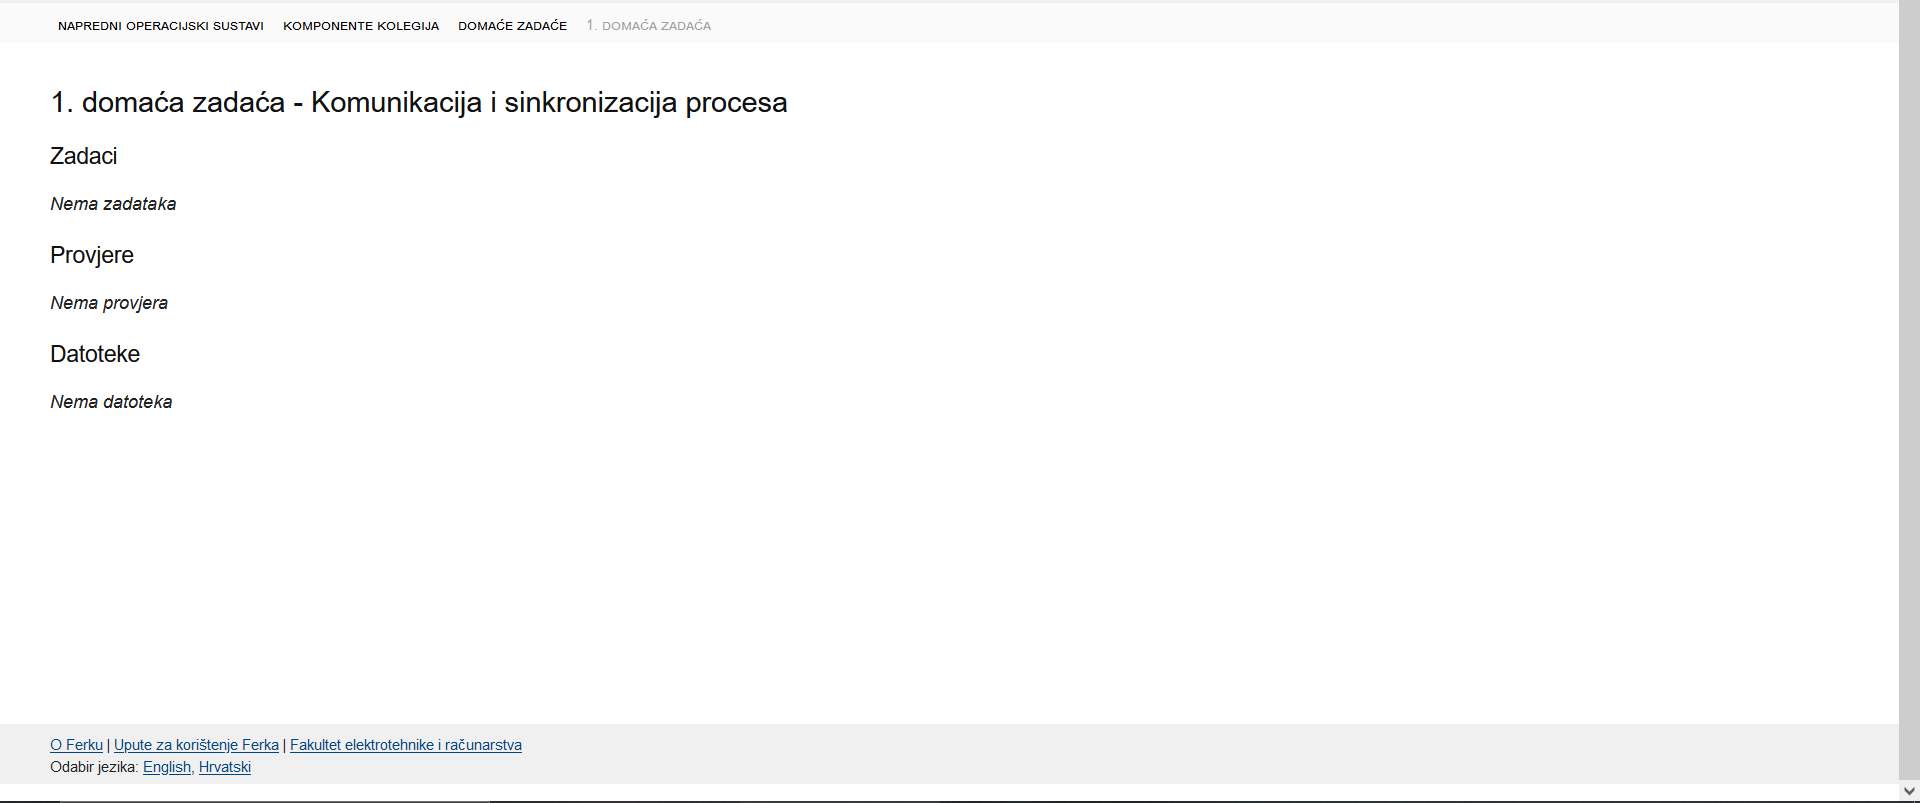 NAPREDNI OPERACIJSKI SUSTAVI KOMPONENTE KOLEGIJA DOMAĆE ZADAĆE 1. DOMAĆA ZADAĆA
1. domaća zadaća - Komunikacija i sinkronizacija procesa
Zadaci
Nema zadataka
Provjere
Nema provjera
Datoteke
Nema datoteka
O Ferku | Upute za korištenje Ferka | Fakultet elektrotehnike i računarstva
Odabir jezika: English, Hrvatski